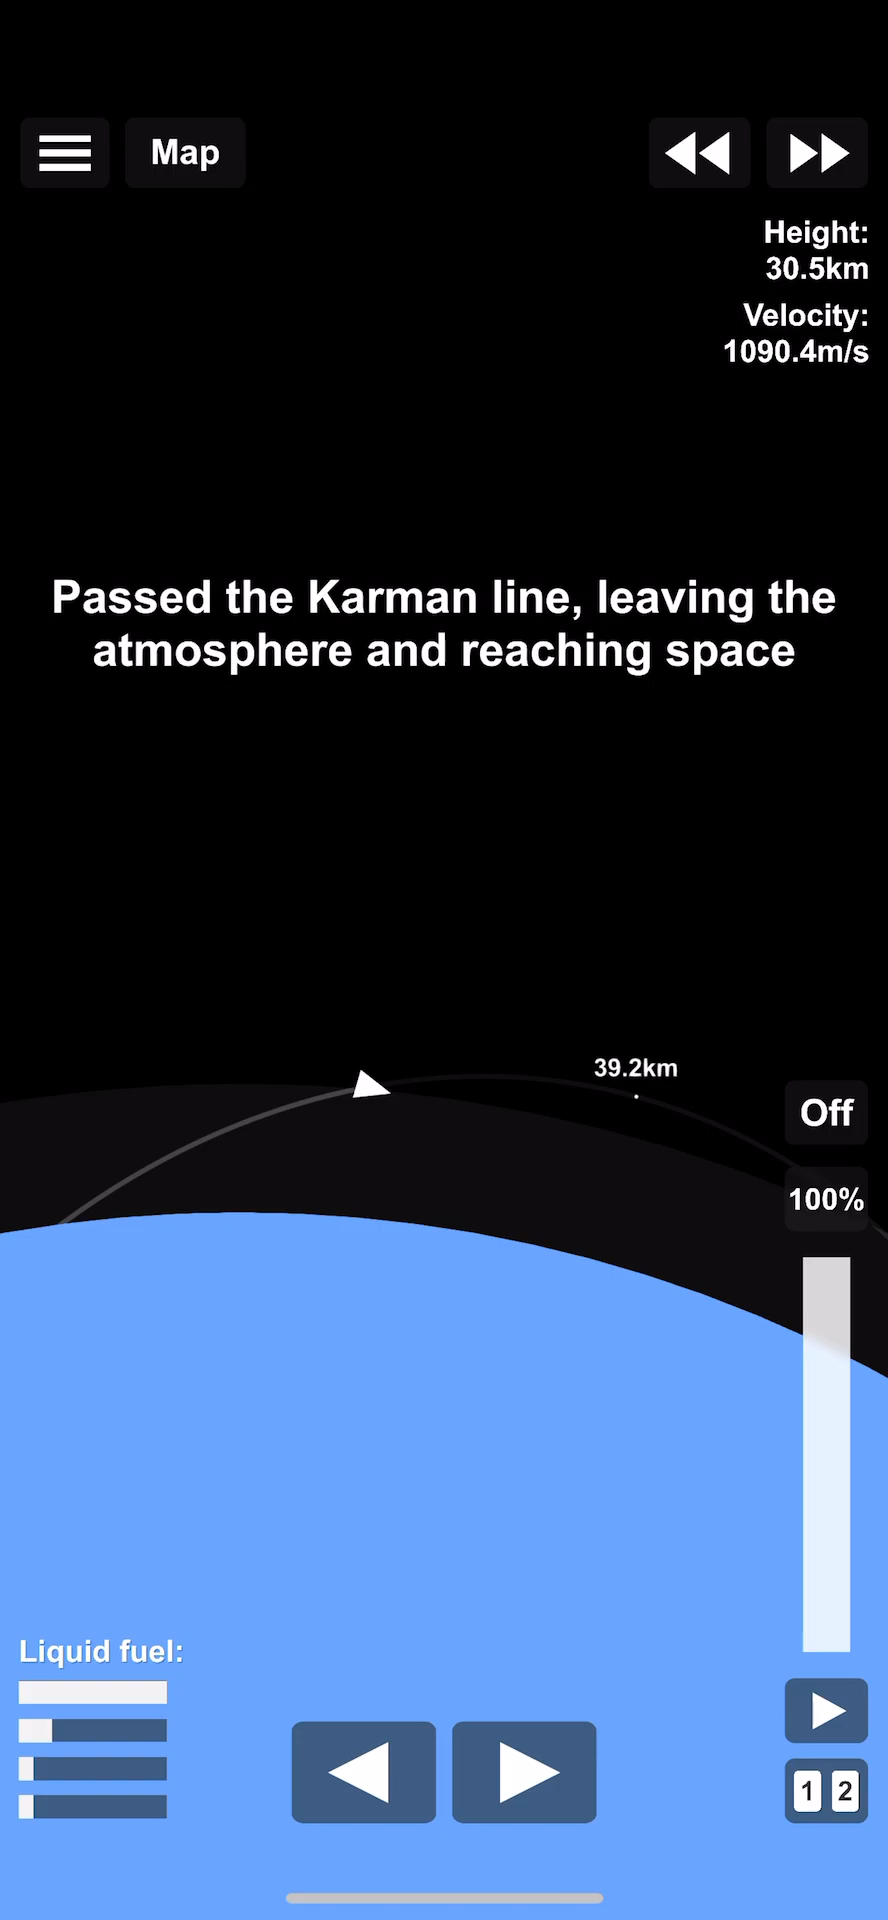 Map
Height:
30.5km
Velocity:
1090.4m/s
Passed the Karman line, leaving the
atmosphere and reaching space
39.2km
Off
100%
Liquid fuel:
1 2